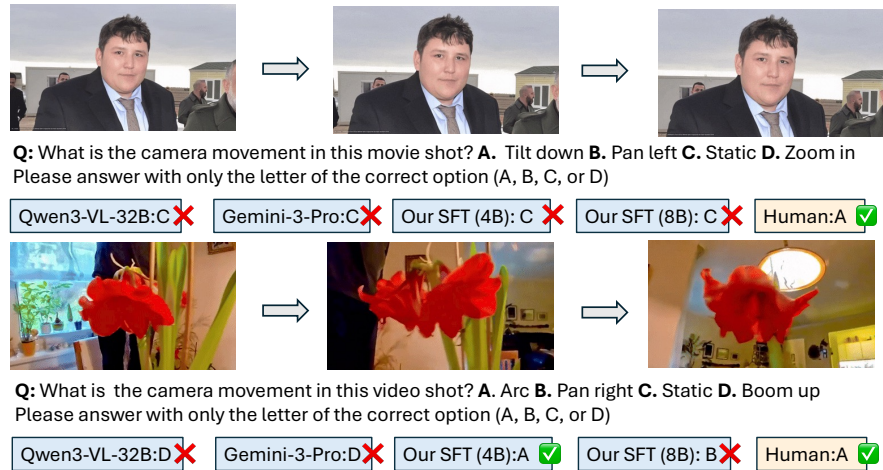 Q: What is the camera movement in this movie shot? A. Tilt down B. Pan left C. Static D. Zoom in
Please answer with only the letter of the correct option (A, B, C, or D)
Qwen3-VL-32B:C Gemini-3-Pro:C Our SFT (4B): C Our SFT (8B): C Human:A
Q: What is the camera movement in this video shot? A. Arc B. Pan right C. Static D. Boom up
Please answer with only the letter of the correct option (A, B, C, or D)
Qwen3-VL-32B:D Gemini-3-Pro:D Our SFT (4B):A Our SFT (8B): B Human:A